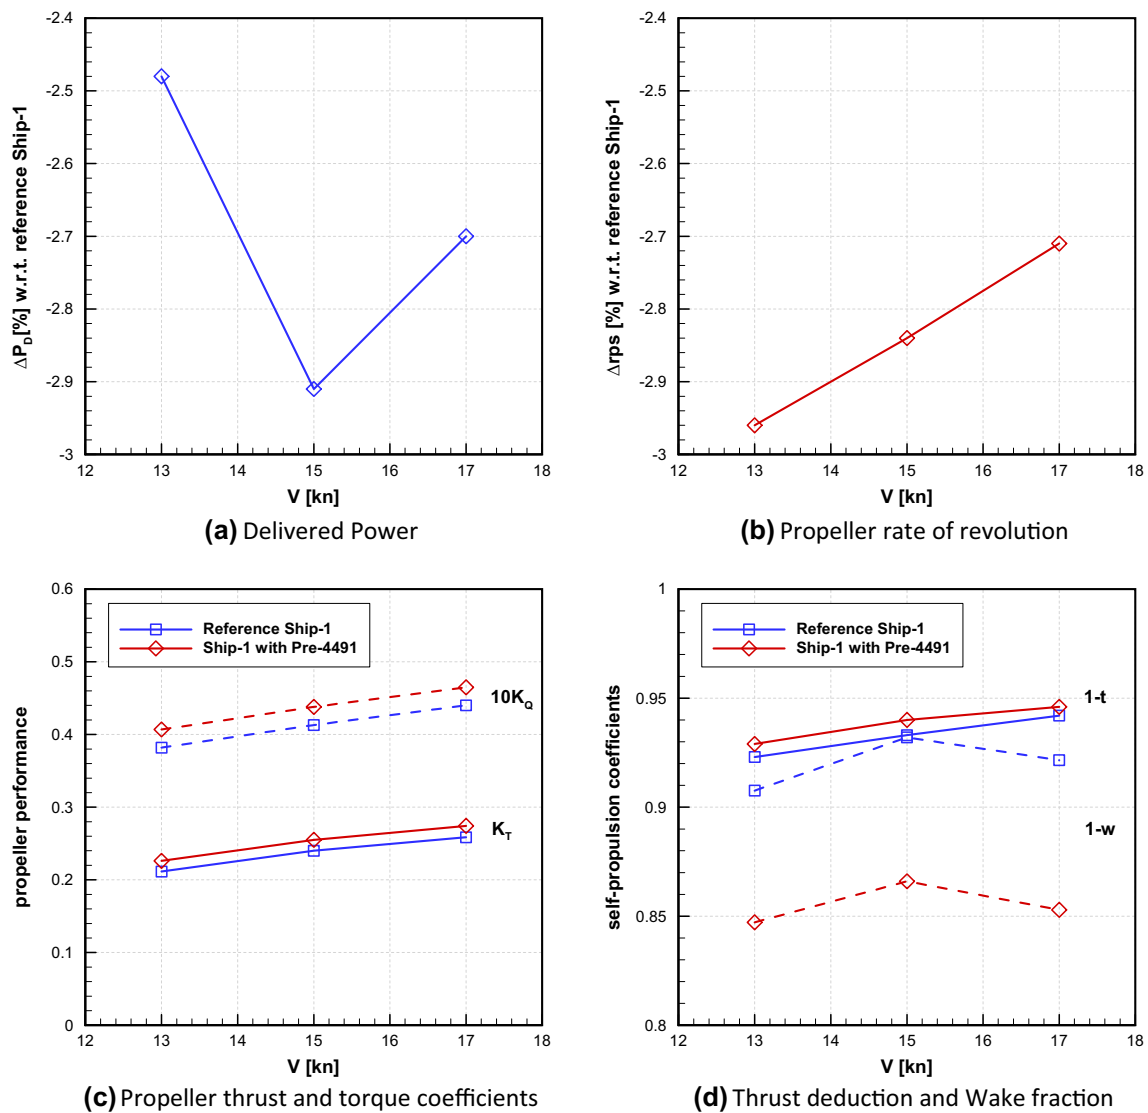 -2.4
-2.5
-2.6
-2.7
-2.8
-2.9
-3
12 13 14 15 16 17 18
ΔP_D[%] w.r.t. reference Ship-1
V [kn]
(a) Delivered Power
-2.4
-2.5
-2.6
-2.7
-2.8
-2.9
-3
12 13 14 15 16 17 18
Δrps [%] w.r.t. reference Ship-1
V [kn]
(b) Propeller rate of revolution
0.6
0.5
0.4
0.3
0.2
0.1
0
12 13 14 15 16 17 18
propeller performance
Reference Ship-1
Ship-1 with Pre-4491
10K_Q
K_T
V [kn]
(c) Propeller thrust and torque coefficients
1
0.95
0.9
0.85
0.8
12 13 14 15 16 17 18
self-propulsion coefficients
Reference Ship-1
Ship-1 with Pre-4491
1-t
1-w
V [kn]
(d) Thrust deduction and Wake fraction